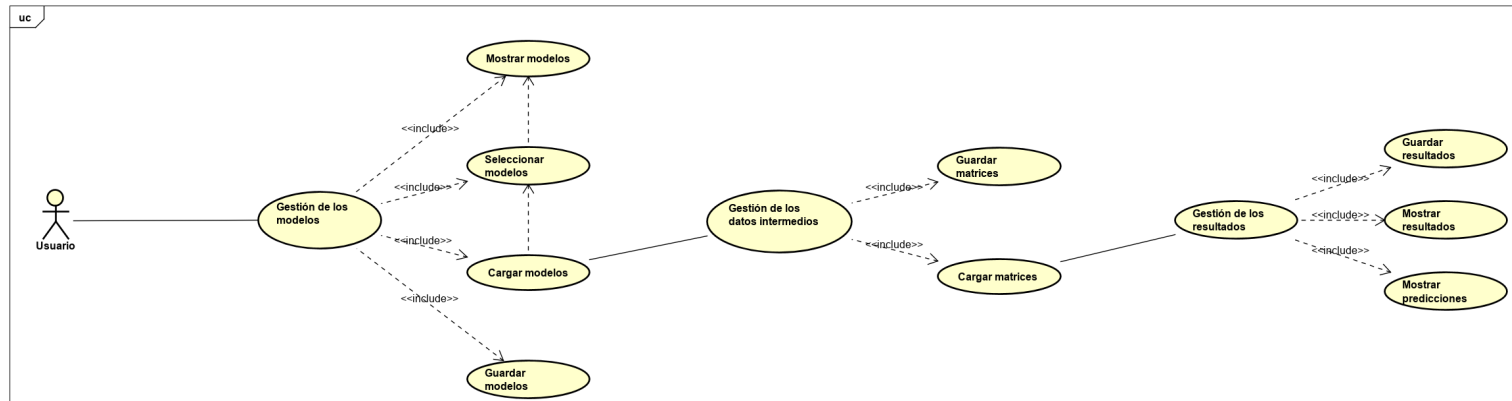 uc
Mostrar modelos
<<include>>
Seleccionar
modelos
<<include>>
Usuario
Gestión de los
modelos
<<include>>
Cargar modelos
<<include>>
Guardar
modelos
Gestión de los
datos intermedios
Guardar
matrices
<<include>>
<<include>>
Cargar matrices
Gestión de los
resultados
Guardar
resultados
<<include>>
<<include>>
Mostrar
resultados
<<include>>
Mostrar
predicciones